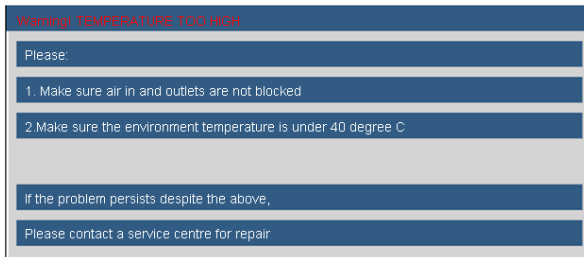 Warning! TEMPERATURE TOO HIGH
Please:
1. Make sure air in and outlets are not blocked
2.Make sure the environment temperature is under 40 degree C
If the problem persists despite the above,
Please contact a service centre for repair